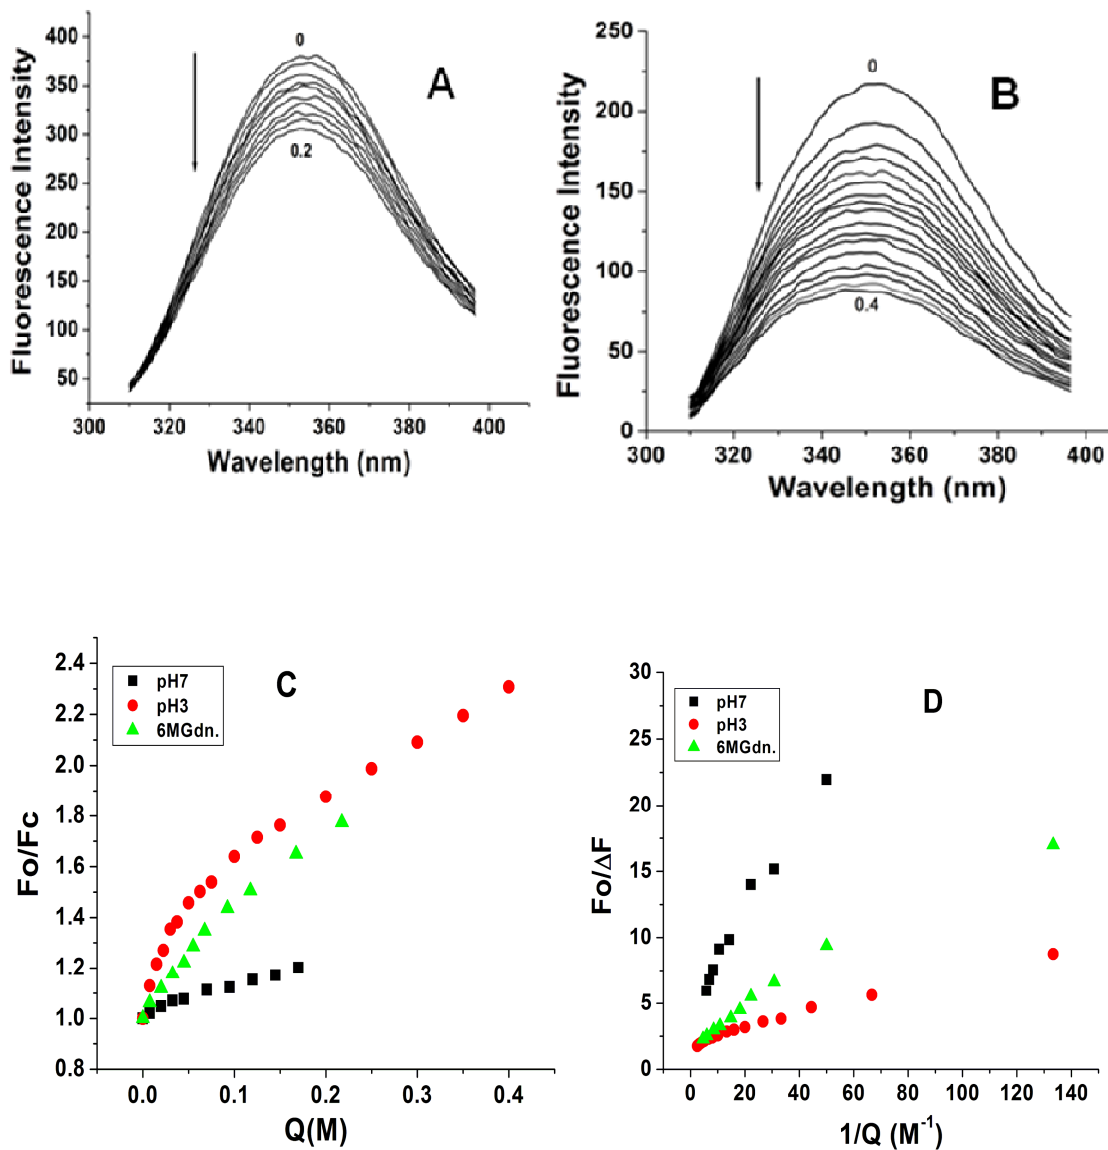 A
0
0.2
400
350
300
250
200
150
100
50
300 320 340 360 380 400
Fluorescence Intensity
Wavelength (nm)
B
0
0.4
250
200
150
100
50
0
300 320 340 360 380 400
Fluorescence Intensity
Wavelength (nm)
C
pH7
pH3
6MGdn.
2.4
2.2
2.0
1.8
1.6
1.4
1.2
1.0
0.8
0.0 0.1 0.2 0.3 0.4
Fo/Fc
Q(M)
D
pH7
pH3
6MGdn.
30
25
20
15
10
5
0
0 20 40 60 80 100 120 140
Fo/ΔF
1/Q (M⁻¹)